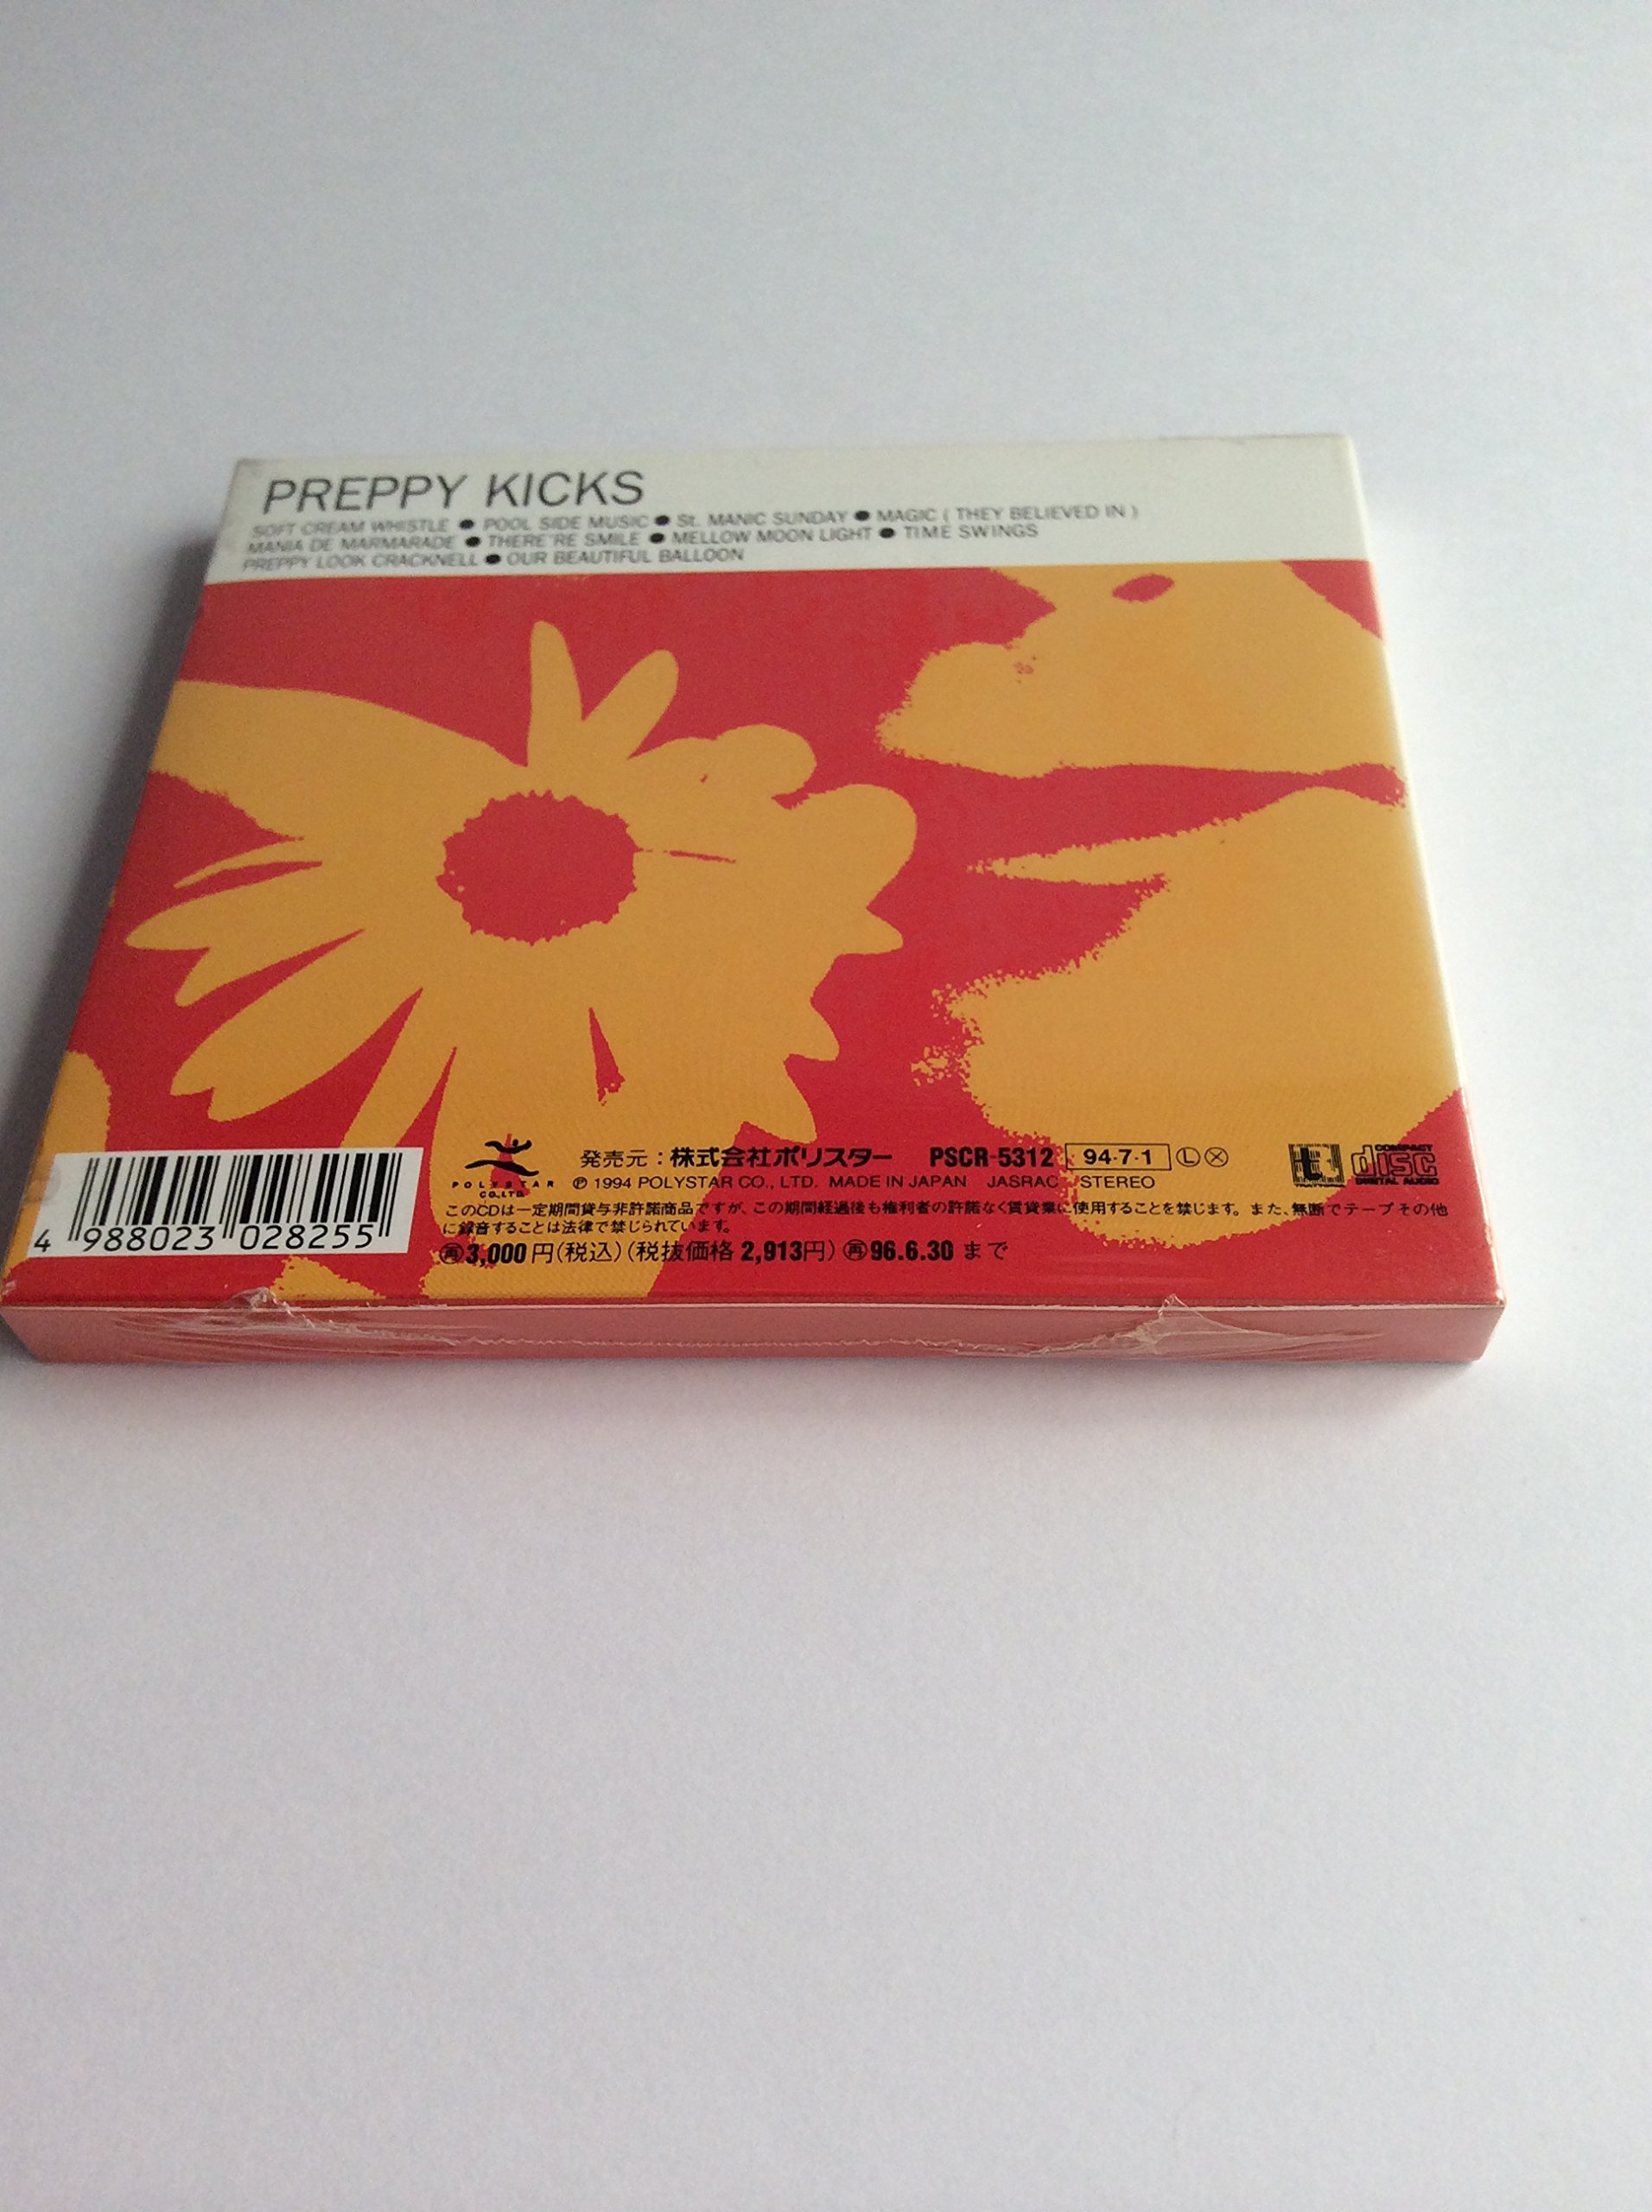 PREPPY KICKS
SOFT CREAM WHISTLE ● POOL SIDE MUSIC ● St. MANIC SUNDAY ● MAGIC ( THEY BELIEVED IN )
MANIA DE MARMARADE ● THERE"RE SMILE ● MELLOW MOON LIGHT ● TIME SWINGS
PREPPY LOOK CRACKNELL ● OUR BEAUTIFUL BALLOON
4 988023 028255
POLYSTAR
CO.,LTD.
発売元：株式会社ポリスター PSCR-5312 94・7・1 Ⓛ Ⓧ
Ⓟ 1994 POLYSTAR CO., LTD. MADE IN JAPAN JASRAC STEREO
このCDは一定期間貸与非許諾商品ですが、この期間経過後も権利者の許諾なく賃貸業に使用することを禁じます。また、無断でテープその他
に録音することは法律で禁じられています。
㊢3,000円(税込)(税抜価格 2,913円) ㊢96.6.30 まで
COMPACT
disc
DIGITAL AUDIO